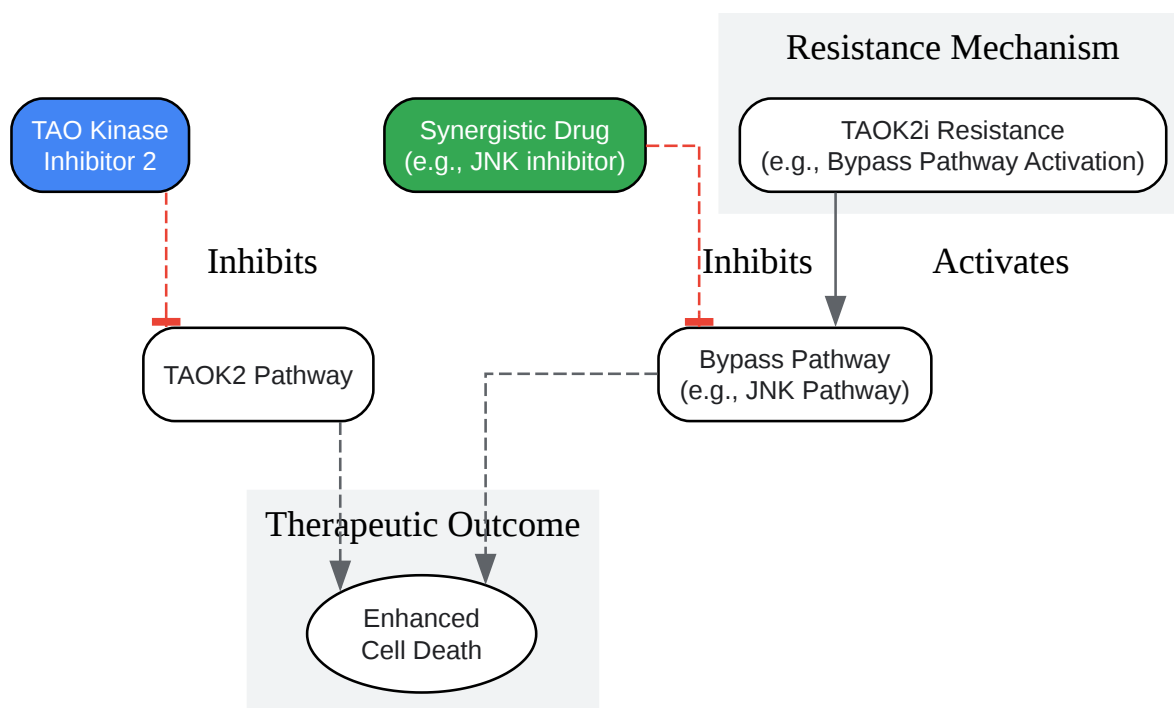 Resistance Mechanism
TAO Kinase
Inhibitor 2
Synergistic Drug
(e.g., JNK inhibitor)
TAOK2i Resistance
(e.g., Bypass Pathway Activation)
Inhibits
Inhibits
Activates
TAOK2 Pathway
Bypass Pathway
(e.g., JNK Pathway)
Therapeutic Outcome
Enhanced
Cell Death